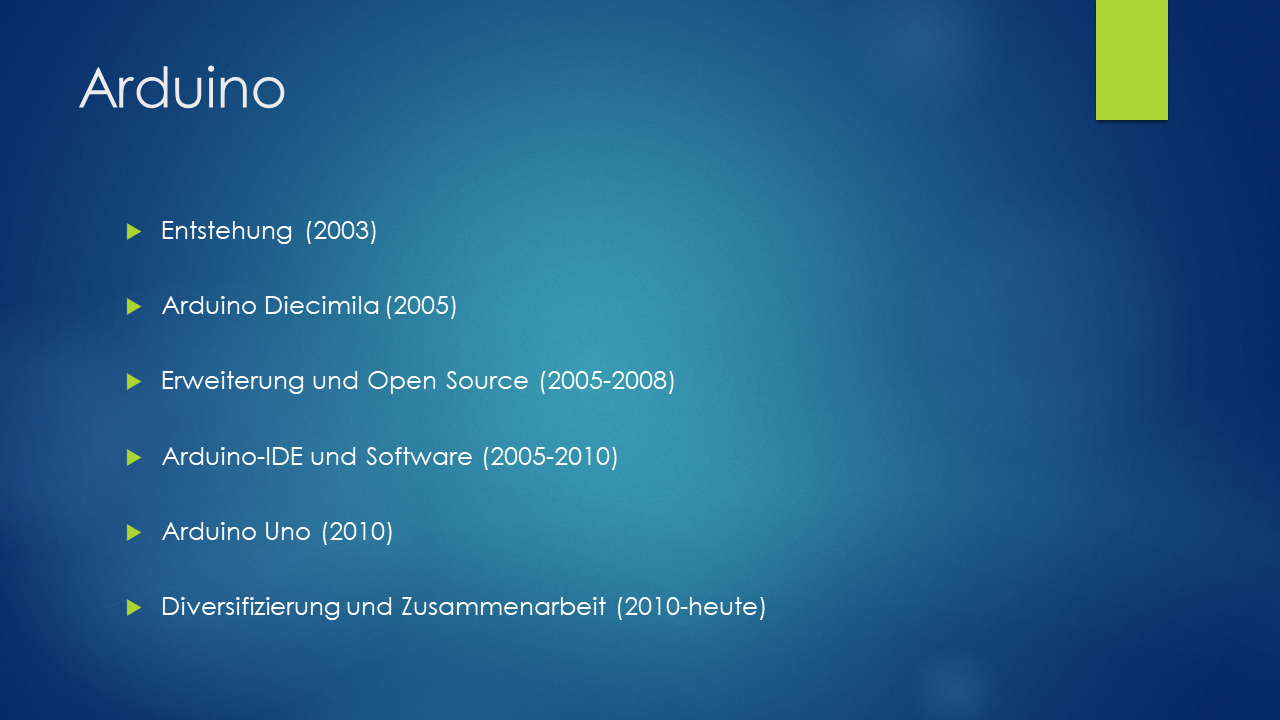 Arduino
Entstehung (2003)
Arduino Diecimila (2005)
Erweiterung und Open Source (2005-2008)
Arduino-IDE und Software (2005-2010)
Arduino Uno (2010)
Diversifizierung und Zusammenarbeit (2010-heute)